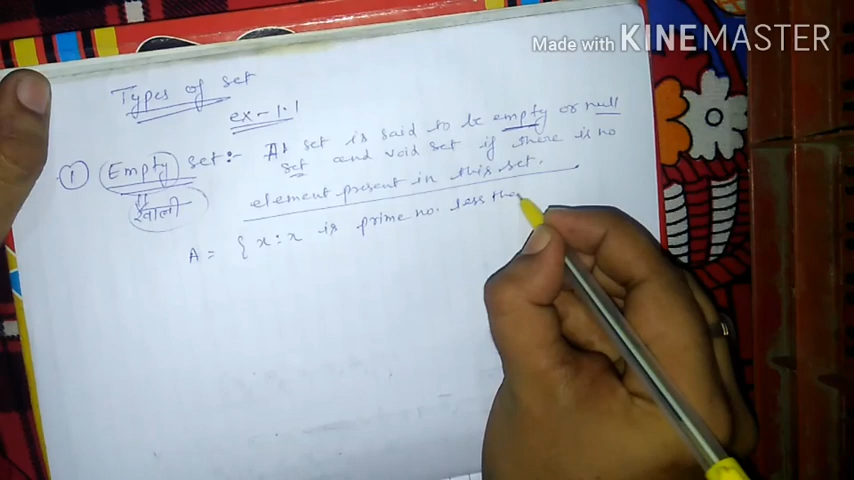 Made with KINEMASTER
Types of set
ex-1.1
① Empty set:- A set is said to be empty or null
set and void set if there is no
element present in this set.
खाली
A = { x : x is prime no. less the